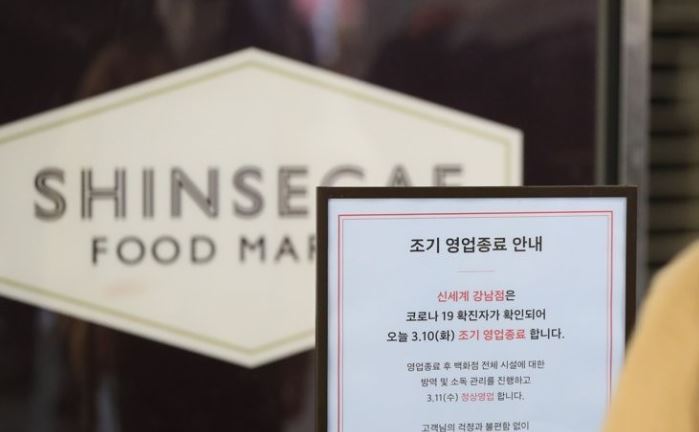 SHINSEGAE
FOOD MAR
조기 영업종료 안내
신세계 강남점은
코로나 19 확진자가 확인되어
오늘 3.10(화) 조기 영업종료 합니다.
영업종료 후 백화점 전체 시설에 대한
방역 및 소독 관리를 진행하고
3.11(수) 정상영업 합니다.
고객님의 걱정과 불편함 없이